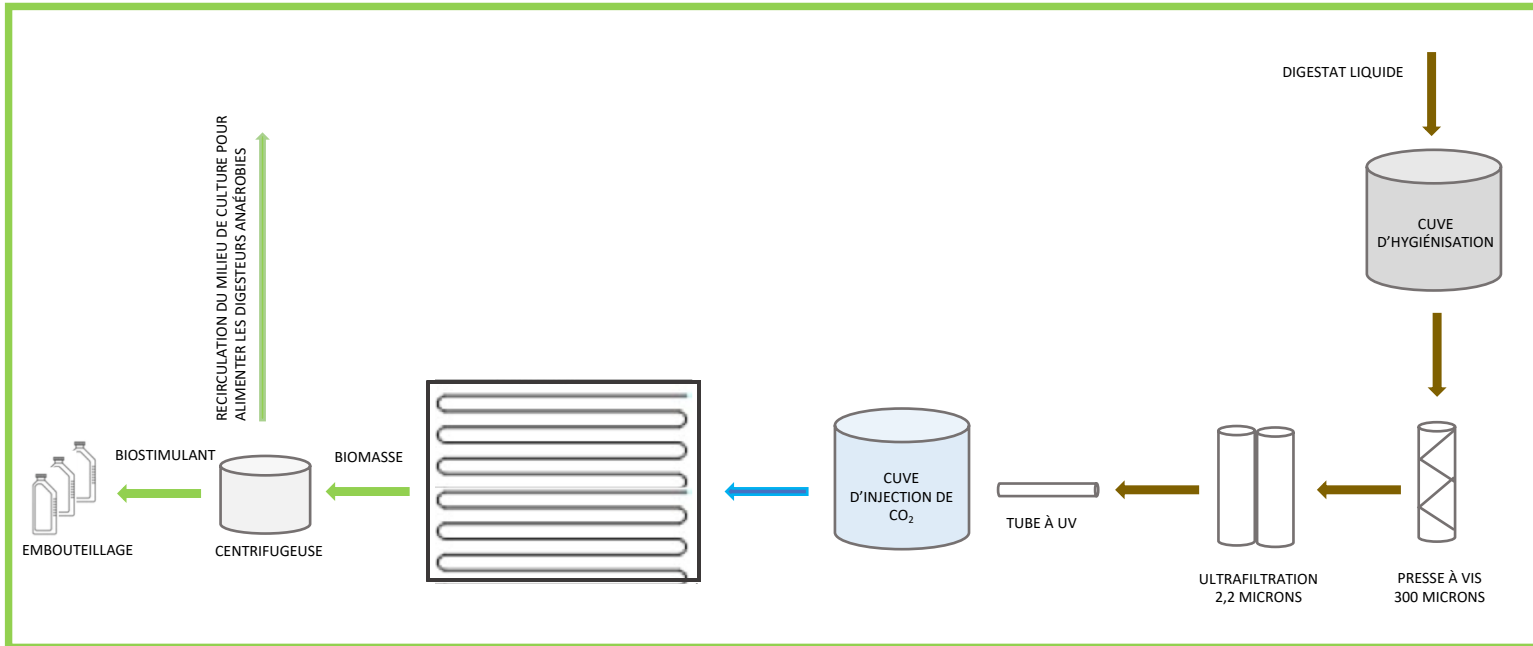 DIGESTAT LIQUIDE
CUVE
D'HYGIÉNISATION
PRESSE À VIS
300 MICRONS
ULTRAFILTRATION
2,2 MICRONS
TUBE À UV
CUVE
D'INJECTION DE
CO₂
BIOMASSE
CENTRIFUGEUSE
RECIRCULATION DU MILIEU DE CULTURE POUR
ALIMENTER LES DIGESTEURS ANAÉROBIES
BIOSTIMULANT
EMBOUTEILLAGE